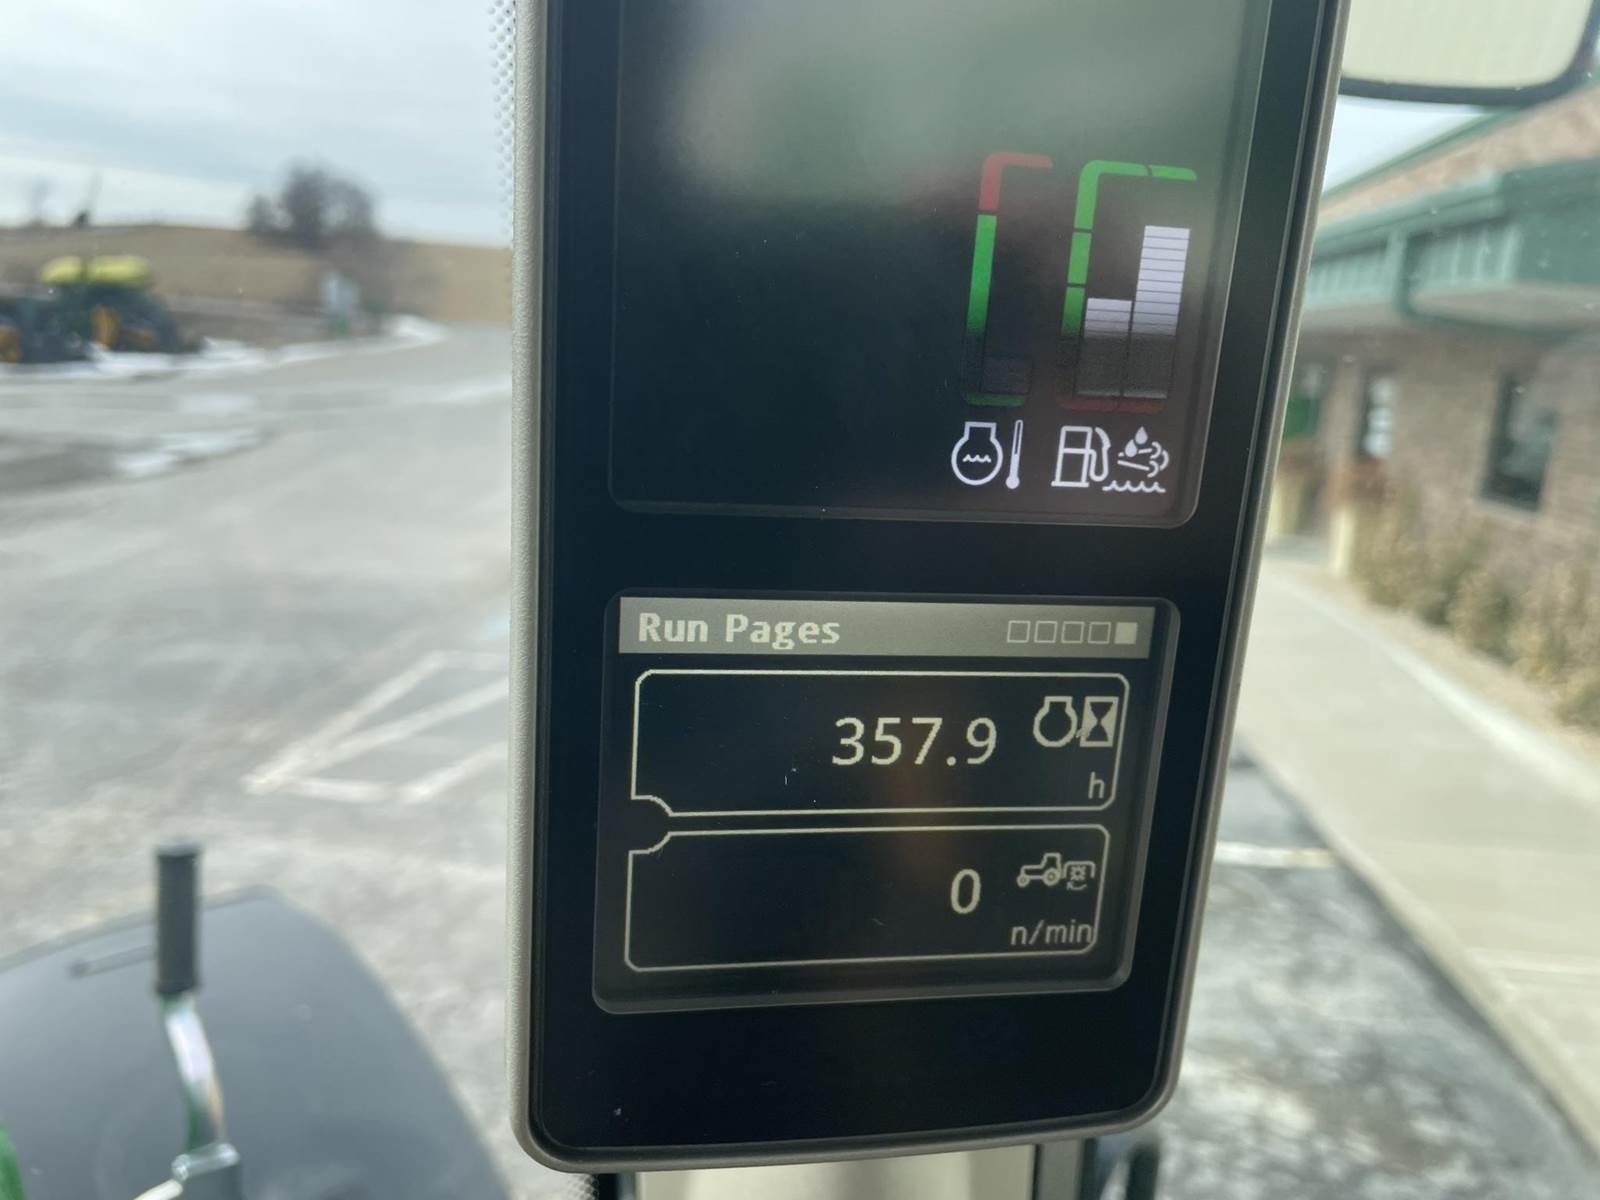 Run Pages
357.9
h
0
n/min